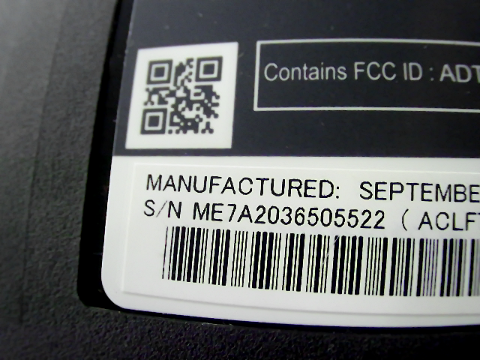 Contains FCC ID : ADT
MANUFACTURED: SEPTEMBE
S/N ME7A2036505522 ( ACLF